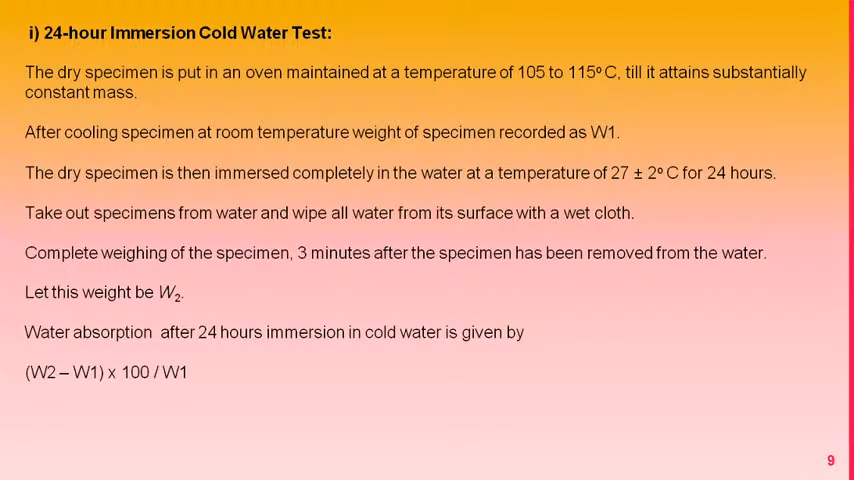 i) 24-hour Immersion Cold Water Test:
The dry specimen is put in an oven maintained at a temperature of 105 to 115º C, till it attains substantially
constant mass.
After cooling specimen at room temperature weight of specimen recorded as W1.
The dry specimen is then immersed completely in the water at a temperature of 27 ± 2º C for 24 hours.
Take out specimens from water and wipe all water from its surface with a wet cloth.
Complete weighing of the specimen, 3 minutes after the specimen has been removed from the water.
Let this weight be W₂.
Water absorption after 24 hours immersion in cold water is given by
(W2 – W1) x 100 / W1
9